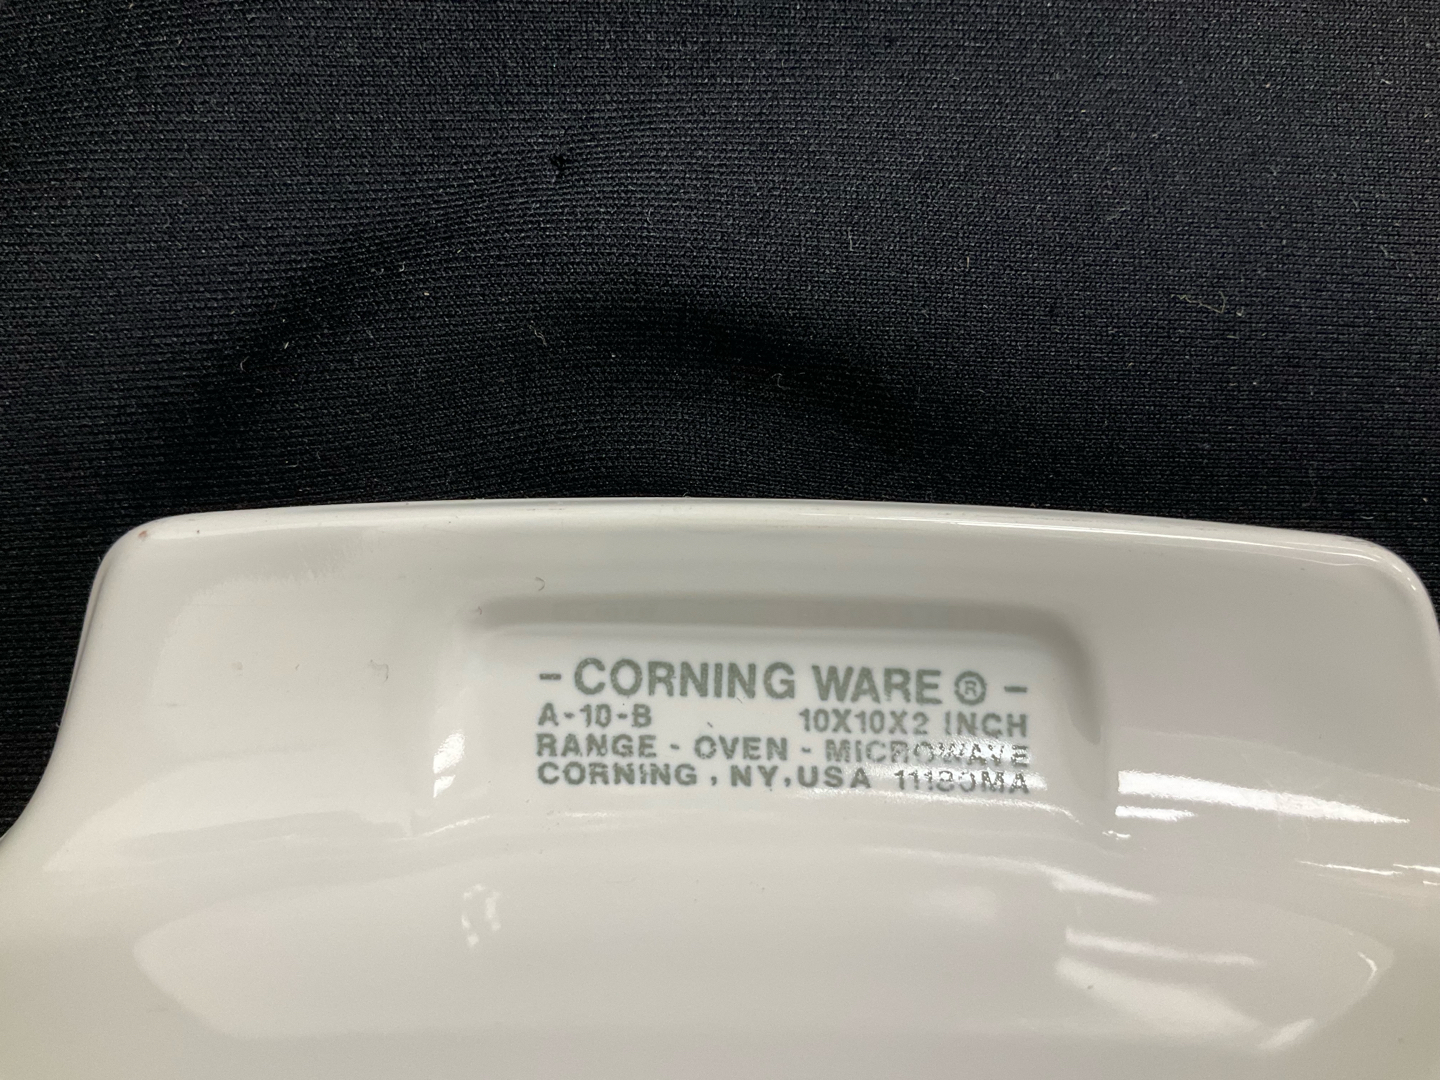 - CORNING WARE ® -
A-10-B 10X10X2 INCH
RANGE - OVEN - MICROWAVE
CORNING, NY, USA